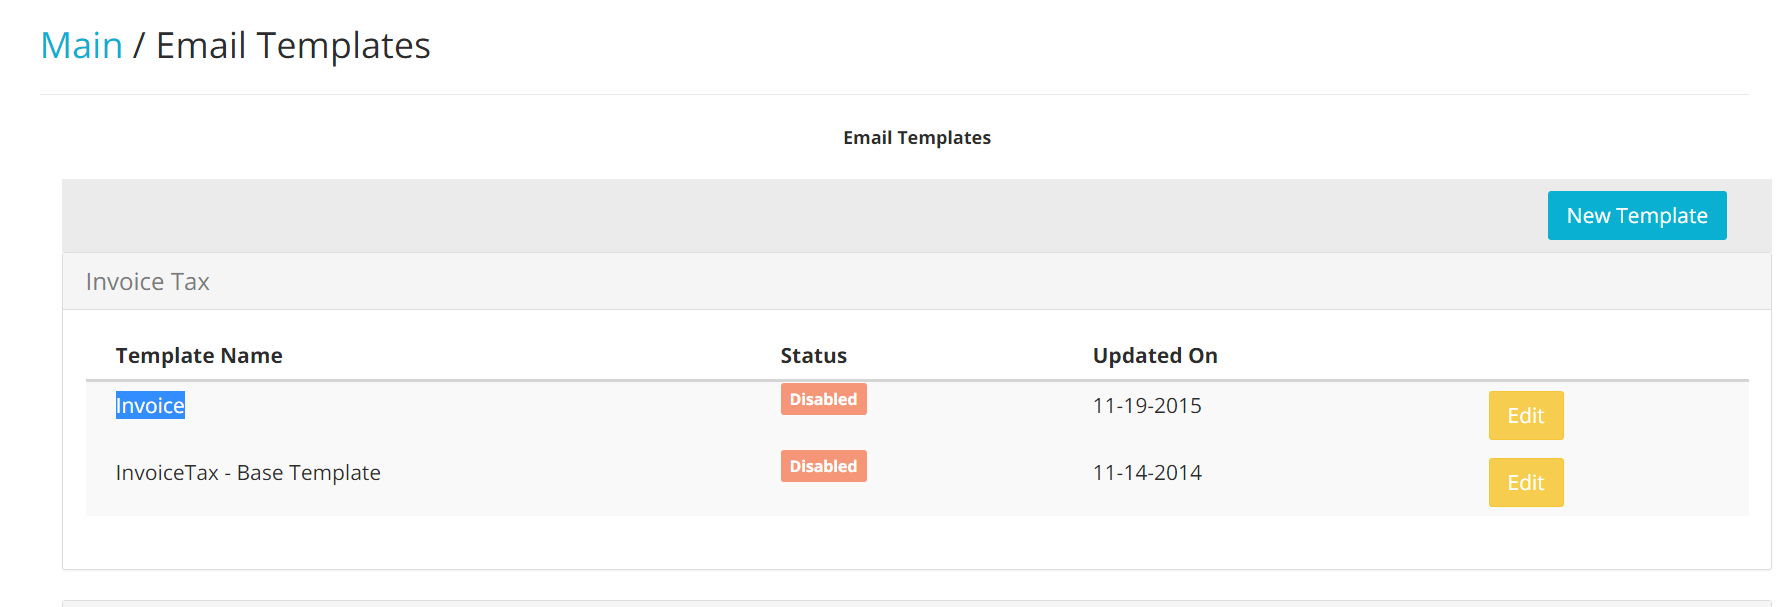 Main / Email Templates
Email Templates
New Template
Invoice Tax
Template Name Status Updated On
Invoice Disabled 11-19-2015 Edit
InvoiceTax - Base Template Disabled 11-14-2014 Edit